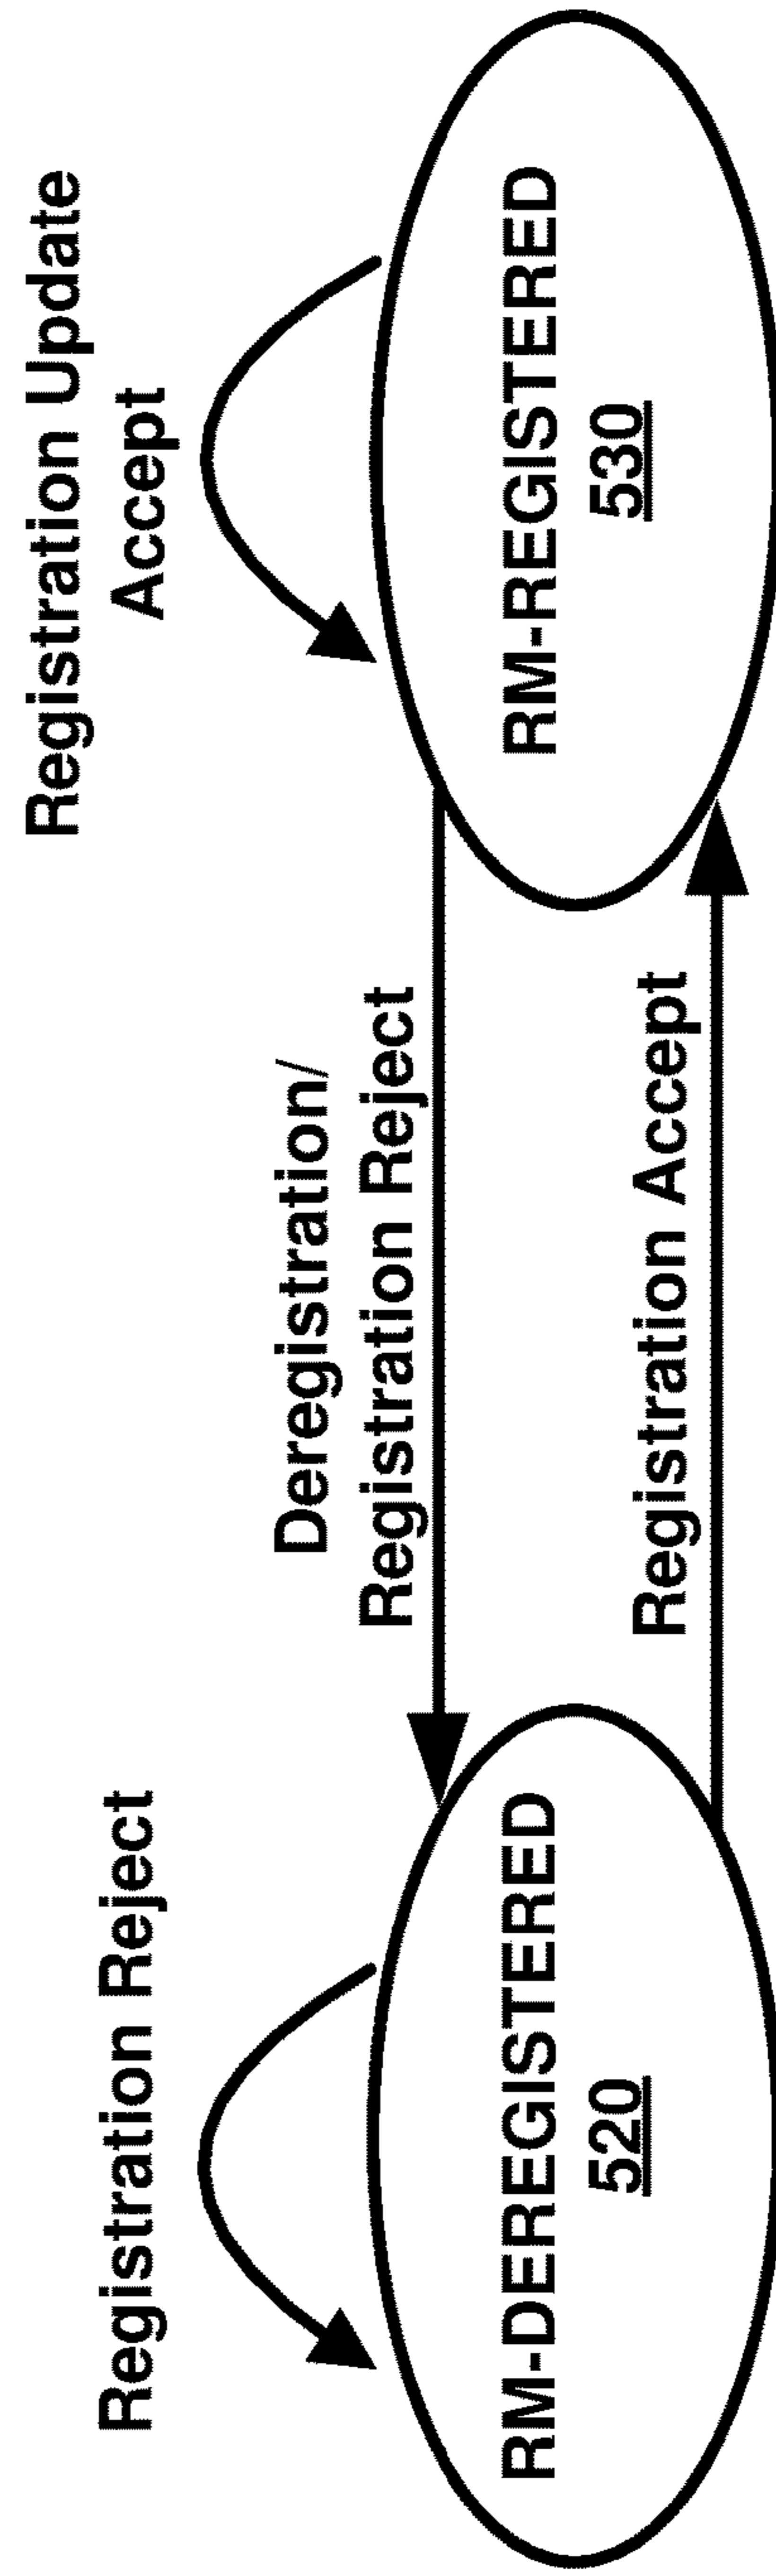 Registration Reject
Registration Update
Accept
Deregistration/
Registration Reject
RM-DEREGISTERED
520
RM-REGISTERED
530
Registration Accept